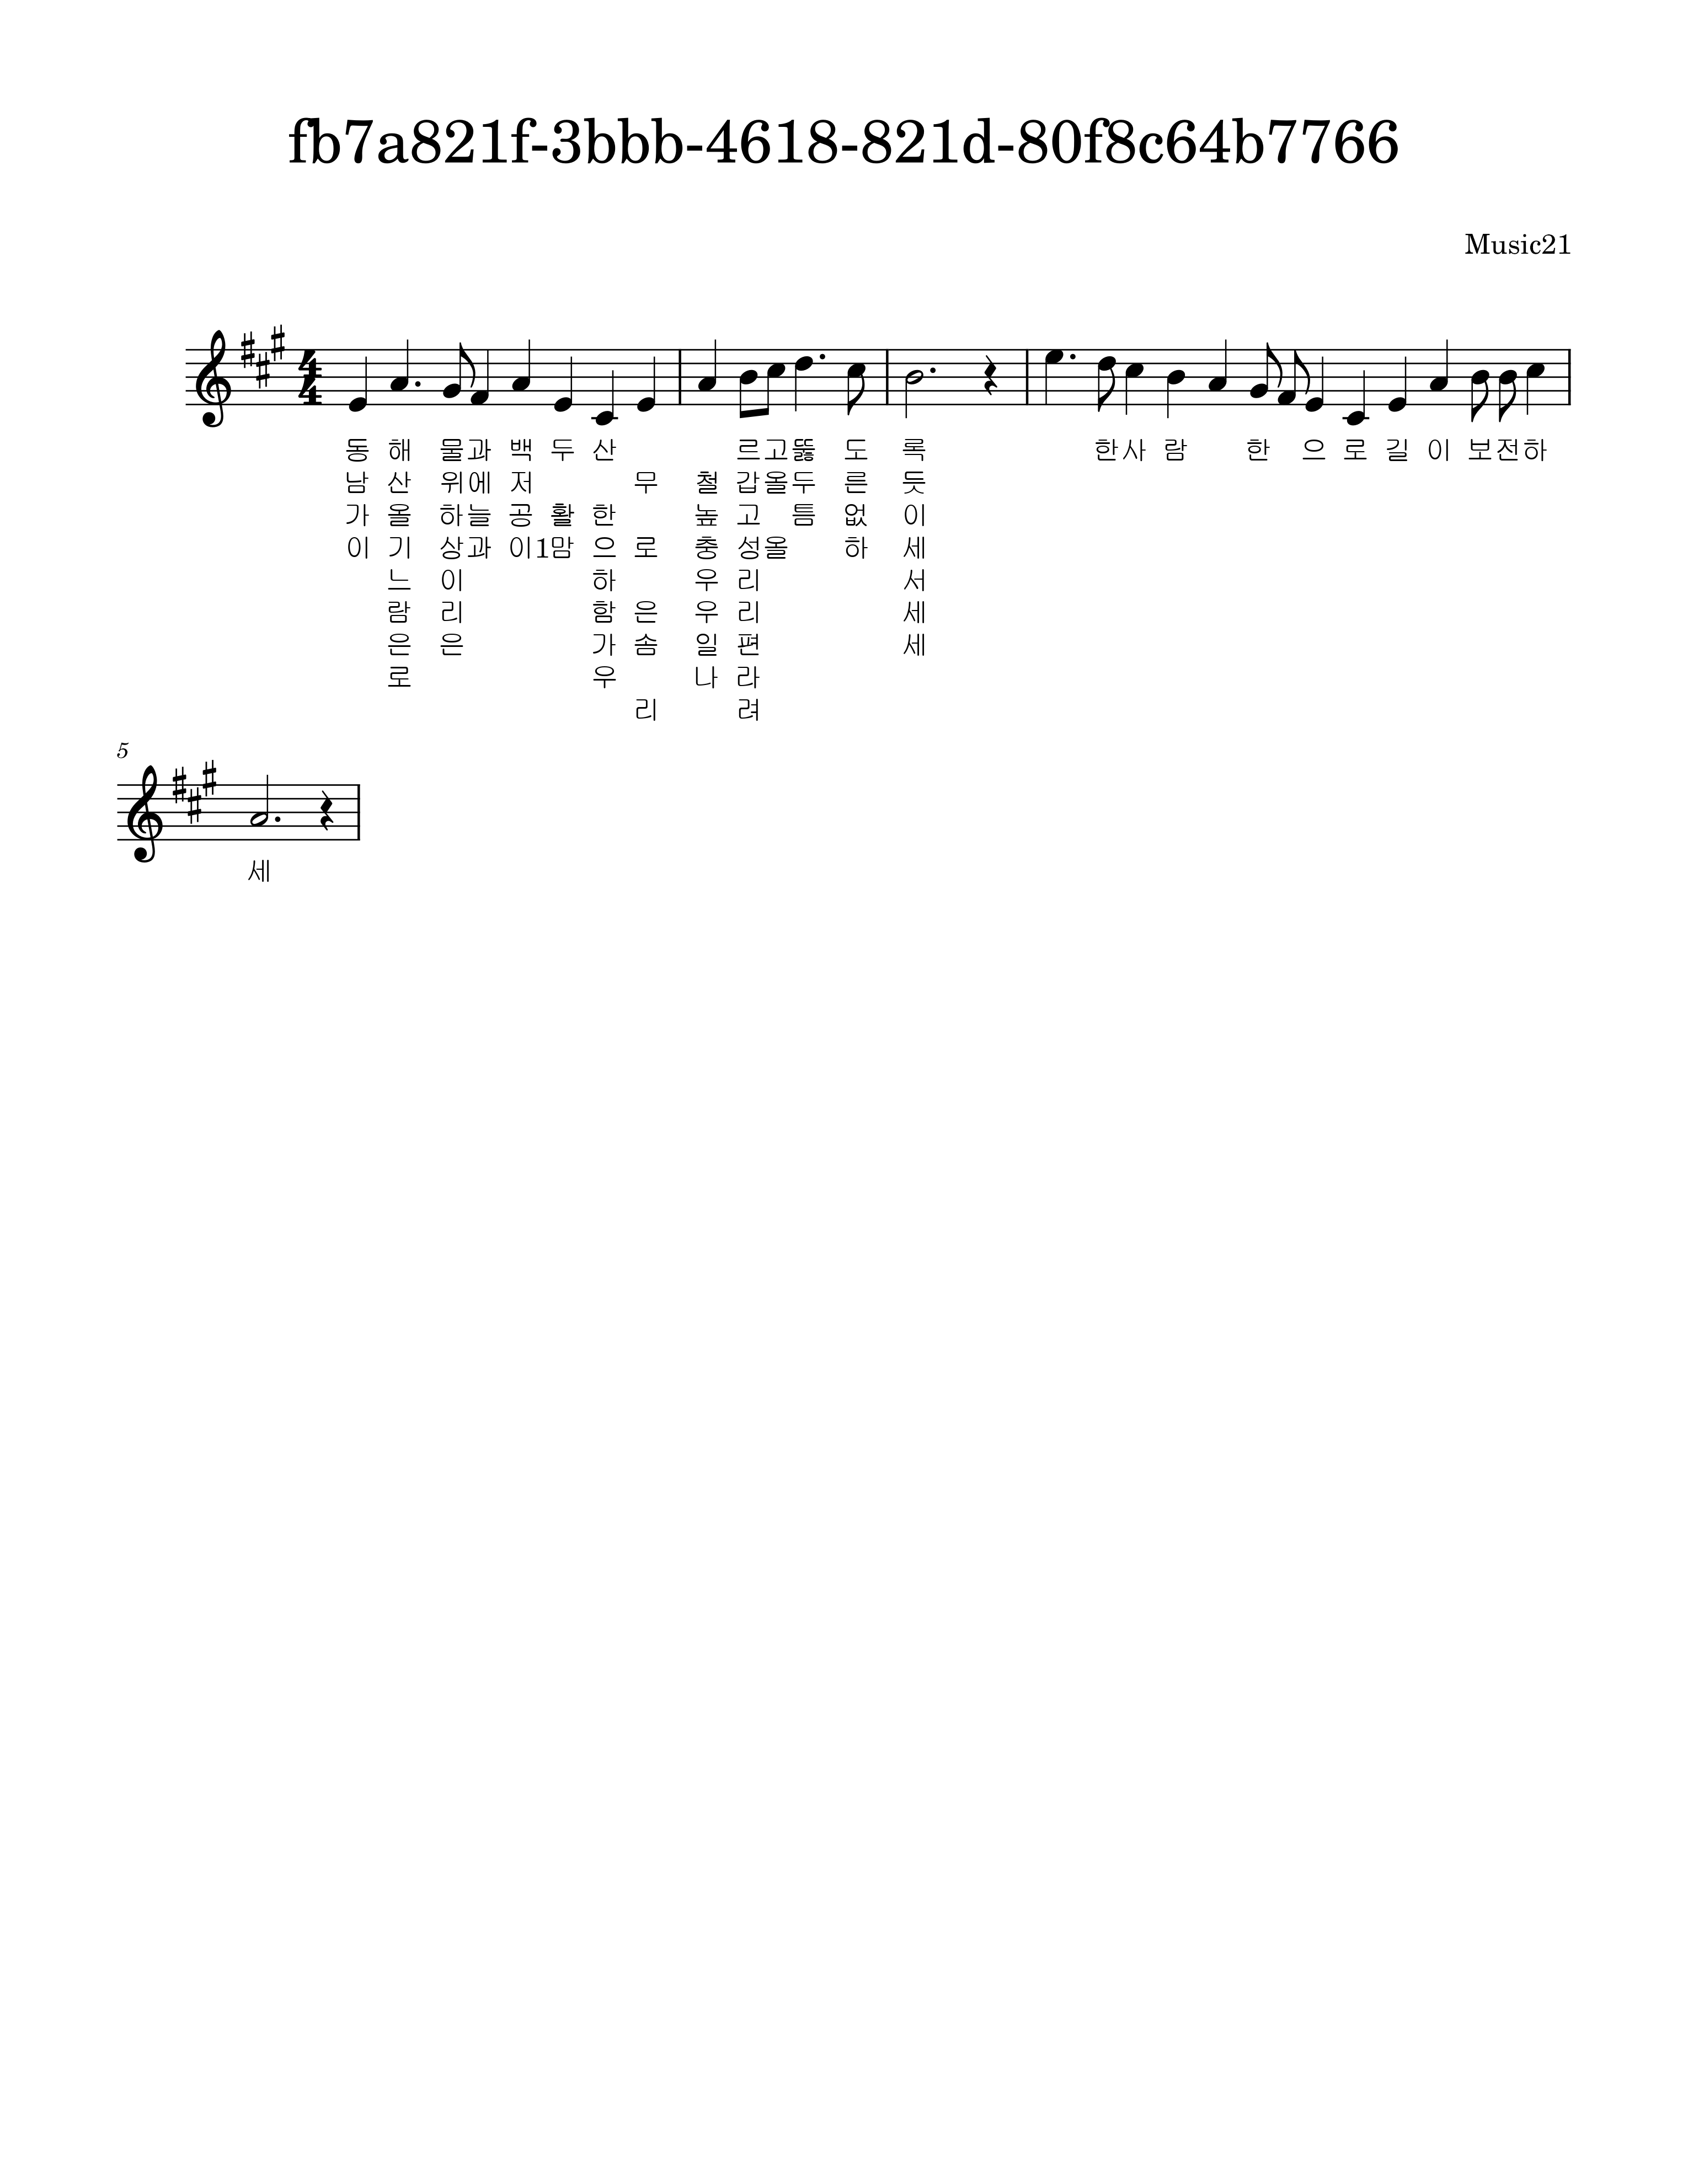 fb7a821f-3bbb-4618-821d-80f8c64b7766
Music21
4
4
동 해 물과 백 두 산 르고뚫 도 록 한사 람 한 으 로 길 이 보전하
남 산 위에 저 무 철 갑올두 른 듯
가 올 하늘 공 활 한 높 고 틈 없 이
이 기 상과 이1맘 으 로 충 성올 하 세
느 이 하 우 리 서
람 리 함 은 우 리 세
은 은 가 솜 일 편 세
로 우 나 라
리 려
5
세